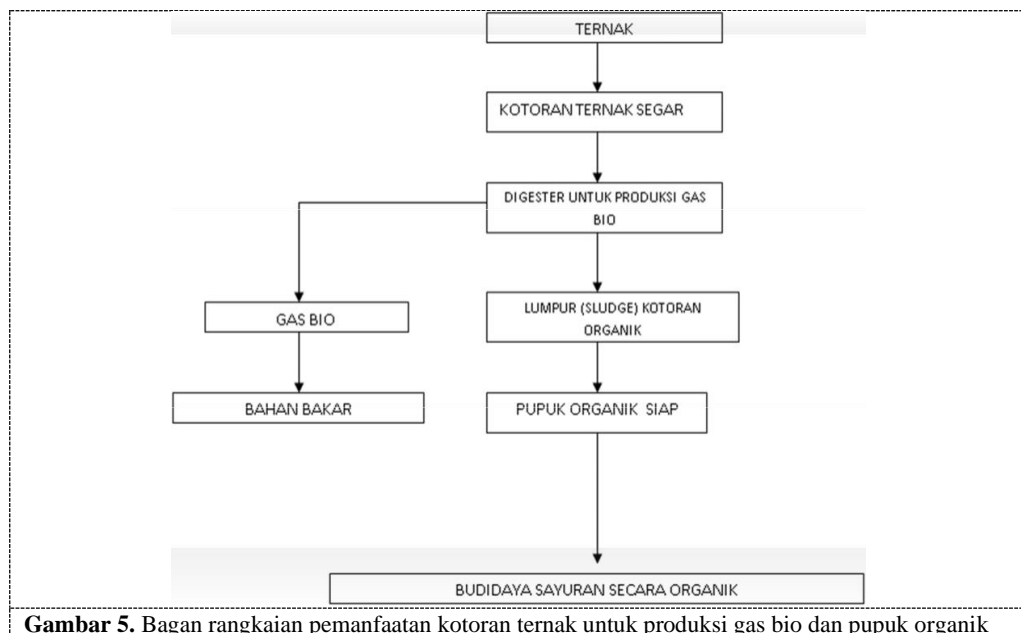 TERNAK
KOTORAN TERNAK SEGAR
DIGESTER UNTUK PRODUKSI GAS
BIO
GAS BIO
LUMPUR (SLUDGE) KOTORAN
ORGANIK
BAHAN BAKAR
PUPUK ORGANIK SIAP
BUDIDAYA SAYURAN SECARA ORGANIK
Gambar 5. Bagan rangkaian pemanfaatan kotoran ternak untuk produksi gas bio dan pupuk organik